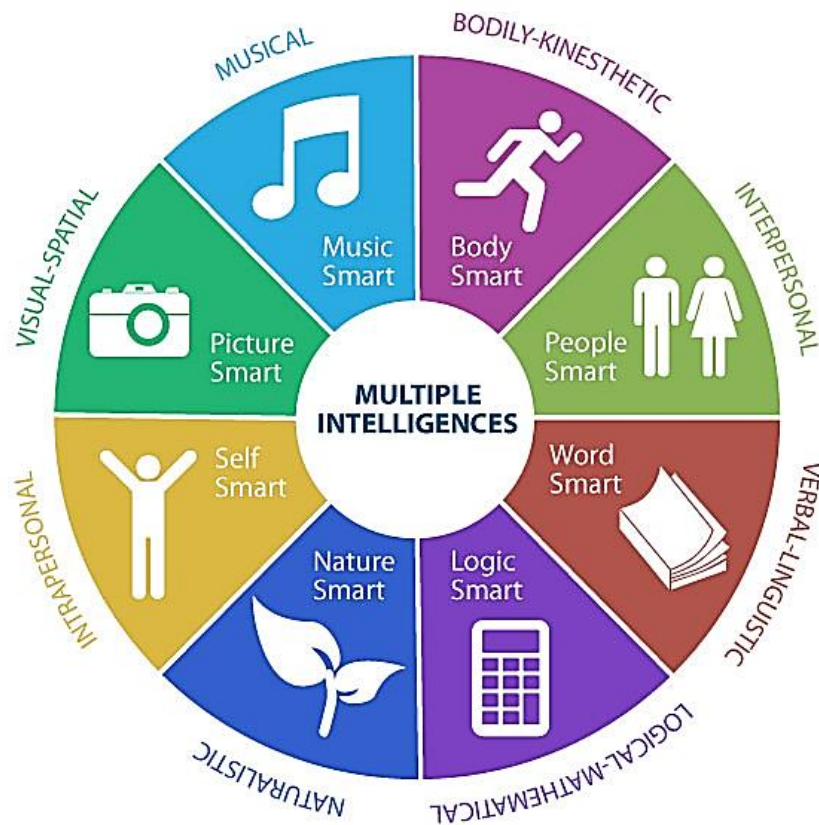 MUSICAL
BODILY-KINESTHETIC
INTERPERSONAL
VERBAL-LINGUISTIC
LOGICAL-MATHEMATICAL
NATURALISTIC
INTRAPERSONAL
VISUAL-SPATIAL
Music
Smart
Body
Smart
People
Smart
Word
Smart
Logic
Smart
Nature
Smart
Self
Smart
Picture
Smart
MULTIPLE
INTELLIGENCES